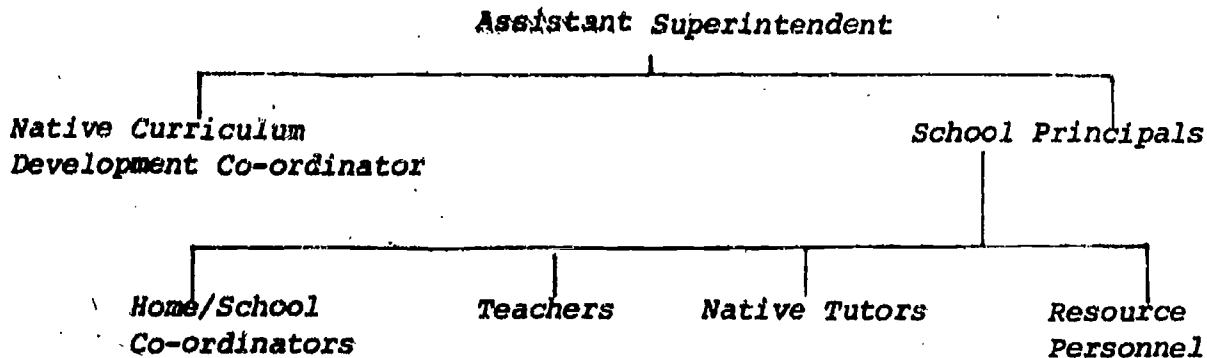 Assistant Superintendent
Native Curriculum
Development Co-ordinator
School Principals
Home/School
Co-ordinators
Teachers
Native Tutors
Resource
Personnel